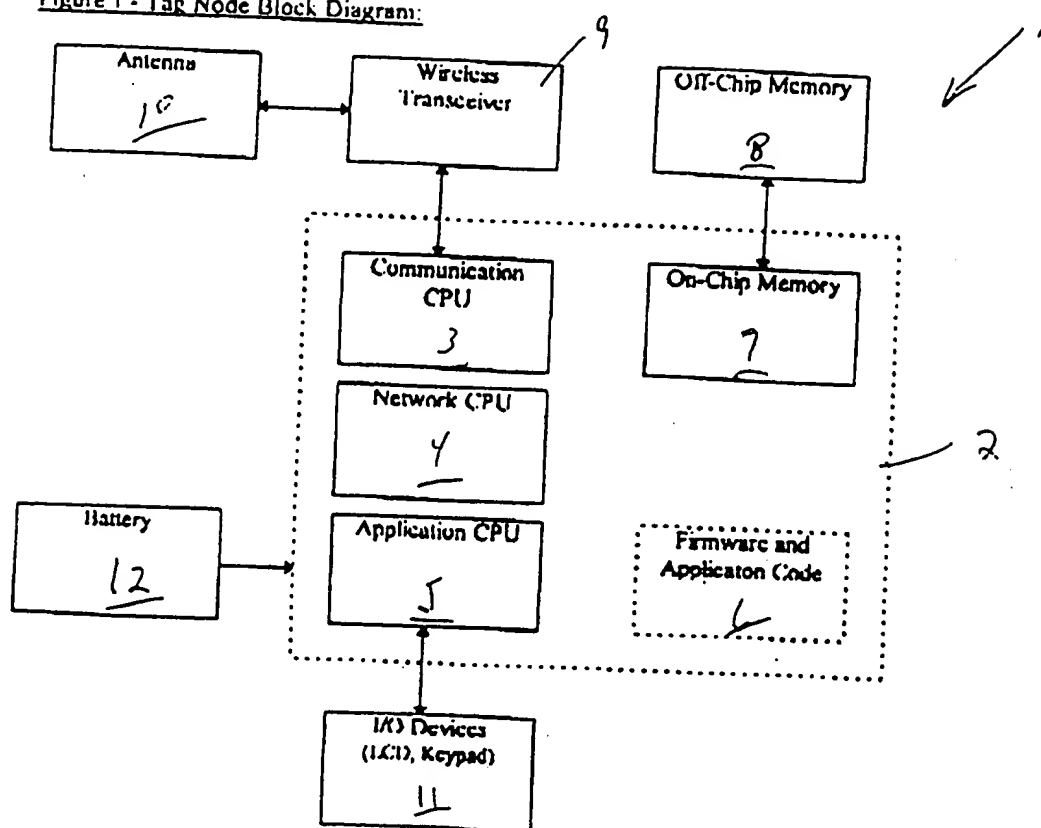 Figure 1 - Tag Node Block Diagram:
9
Antenna
10
Wireless
Transceiver
Off-Chip Memory
8
Communication
CPU
3
On-Chip Memory
7
Network CPU
4
2
Battery
12
Application CPU
5
Firmware and
Applicaton Code
6
I/O Devices
(LCD, Keypad)
11